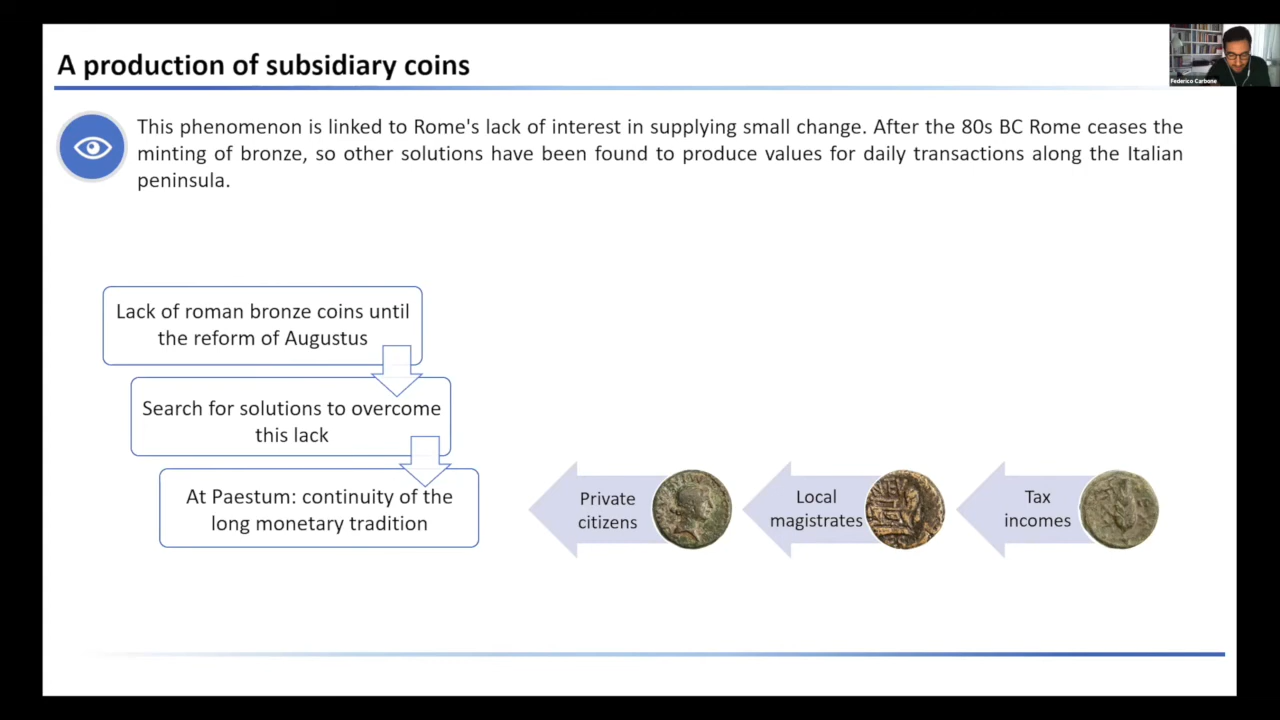 A production of subsidiary coins
Federico Carbone
This phenomenon is linked to Rome's lack of interest in supplying small change. After the 80s BC Rome ceases the
minting of bronze, so other solutions have been found to produce values for daily transactions along the Italian
peninsula.
Lack of roman bronze coins until
the reform of Augustus
Search for solutions to overcome
this lack
At Paestum: continuity of the
long monetary tradition
Private
citizens
Local
magistrates
Tax
incomes